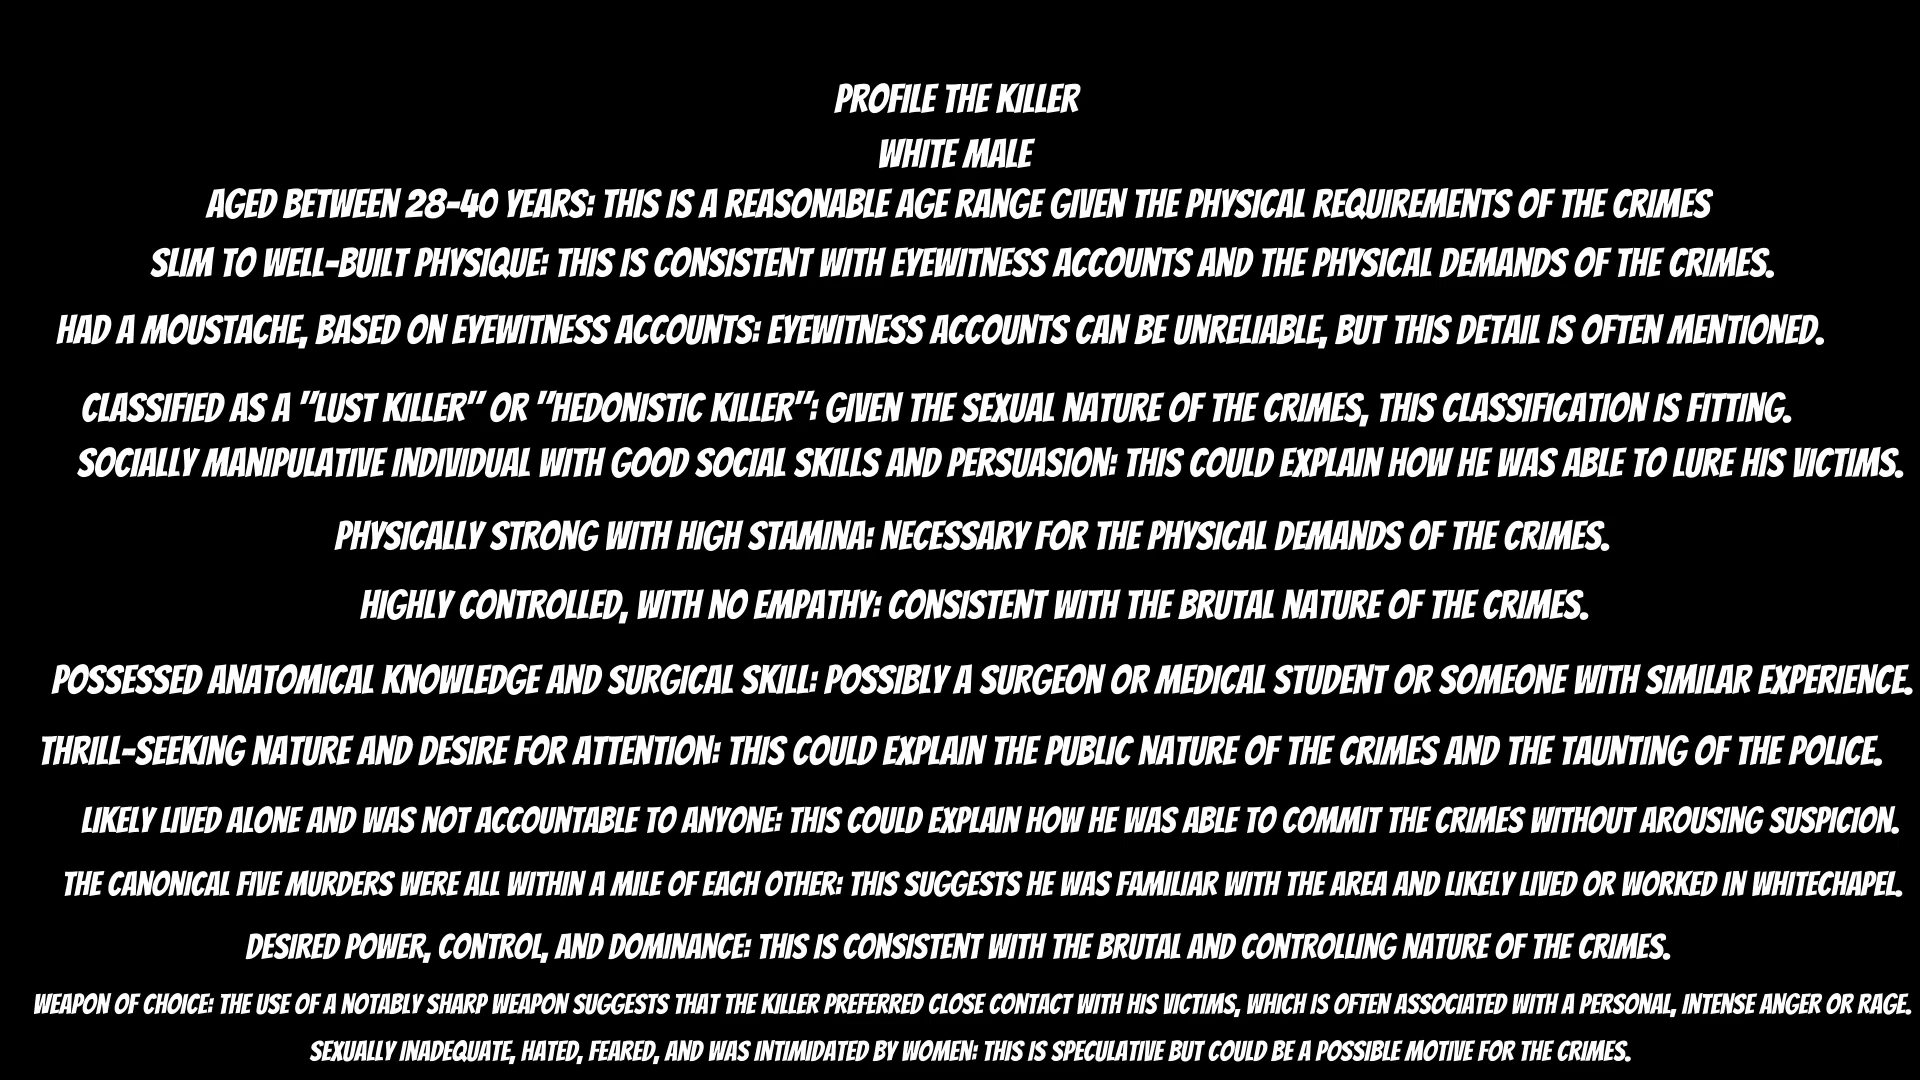 PROFILE THE KILLER
WHITE MALE
AGED BETWEEN 28-40 YEARS: THIS IS A REASONABLE AGE RANGE GIVEN THE PHYSICAL REQUIREMENTS OF THE CRIMES
SLIM TO WELL-BUILT PHYSIQUE: THIS IS CONSISTENT WITH EYEWITNESS ACCOUNTS AND THE PHYSICAL DEMANDS OF THE CRIMES.
HAD A MOUSTACHE, BASED ON EYEWITNESS ACCOUNTS: EYEWITNESS ACCOUNTS CAN BE UNRELIABLE, BUT THIS DETAIL IS OFTEN MENTIONED.
CLASSIFIED AS A "LUST KILLER" OR "HEDONISTIC KILLER": GIVEN THE SEXUAL NATURE OF THE CRIMES, THIS CLASSIFICATION IS FITTING.
SOCIALLY MANIPULATIVE INDIVIDUAL WITH GOOD SOCIAL SKILLS AND PERSUASION: THIS COULD EXPLAIN HOW HE WAS ABLE TO LURE HIS VICTIMS.
PHYSICALLY STRONG WITH HIGH STAMINA: NECESSARY FOR THE PHYSICAL DEMANDS OF THE CRIMES.
HIGHLY CONTROLLED, WITH NO EMPATHY: CONSISTENT WITH THE BRUTAL NATURE OF THE CRIMES.
POSSESSED ANATOMICAL KNOWLEDGE AND SURGICAL SKILL: POSSIBLY A SURGEON OR MEDICAL STUDENT OR SOMEONE WITH SIMILAR EXPERIENCE.
THRILL-SEEKING NATURE AND DESIRE FOR ATTENTION: THIS COULD EXPLAIN THE PUBLIC NATURE OF THE CRIMES AND THE TAUNTING OF THE POLICE.
LIKELY LIVED ALONE AND WAS NOT ACCOUNTABLE TO ANYONE: THIS COULD EXPLAIN HOW HE WAS ABLE TO COMMIT THE CRIMES WITHOUT AROUSING SUSPICION.
THE CANONICAL FIVE MURDERS WERE ALL WITHIN A MILE OF EACH OTHER: THIS SUGGESTS HE WAS FAMILIAR WITH THE AREA AND LIKELY LIVED OR WORKED IN WHITECHAPEL.
DESIRED POWER, CONTROL, AND DOMINANCE: THIS IS CONSISTENT WITH THE BRUTAL AND CONTROLLING NATURE OF THE CRIMES.
WEAPON OF CHOICE: THE USE OF A NOTABLY SHARP WEAPON SUGGESTS THAT THE KILLER PREFERRED CLOSE CONTACT WITH HIS VICTIMS, WHICH IS OFTEN ASSOCIATED WITH A PERSONAL, INTENSE ANGER OR RAGE.
SEXUALLY INADEQUATE, HATED, FEARED, AND WAS INTIMIDATED BY WOMEN: THIS IS SPECULATIVE BUT COULD BE A POSSIBLE MOTIVE FOR THE CRIMES.